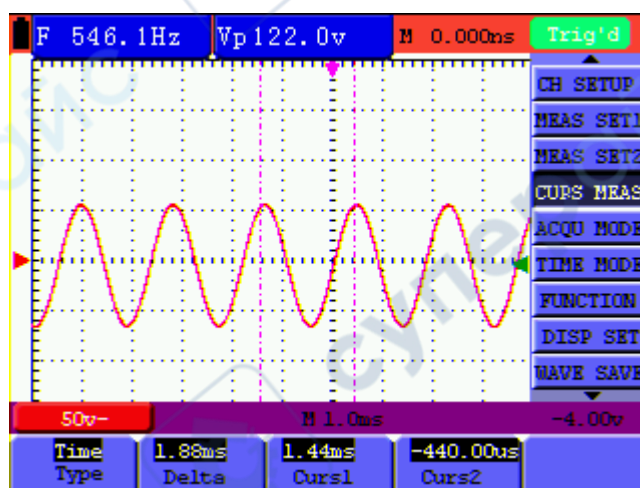 F 546.1Hz Vp122.0v M 0.000ns Trig'd
CH SETUP
MEAS SET1
MEAS SET2
CURS MEAS
ACQU MODE
TIME MODE
FUNCTION
DISP SET
WAVE SAVE
50v~ M 1.0ms -4.00v
Time 1.88ms 1.44ms -440.00us
Type Delta Curs1 Curs2
супер
айс